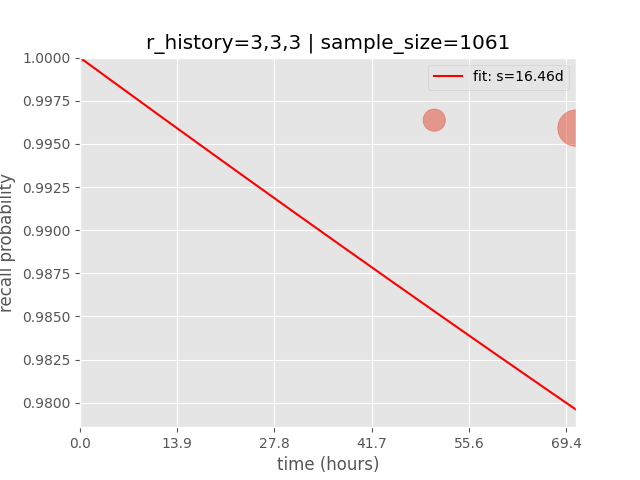 r_history=3,3,3 | sample_size=1061
fit: s=16.46d
recall probability
1.0000
0.9975
0.9950
0.9925
0.9900
0.9875
0.9850
0.9825
0.9800
0.0 13.9 27.8 41.7 55.6 69.4
time (hours)